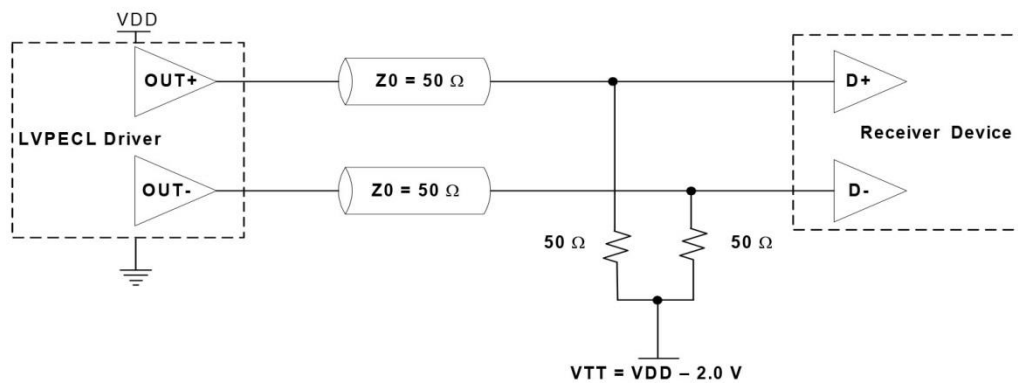 VDD
OUT+
Z0 = 50 Ω
D+
LVPECL Driver
Receiver Device
OUT-
Z0 = 50 Ω
D-
50 Ω
50 Ω
VTT = VDD – 2.0 V